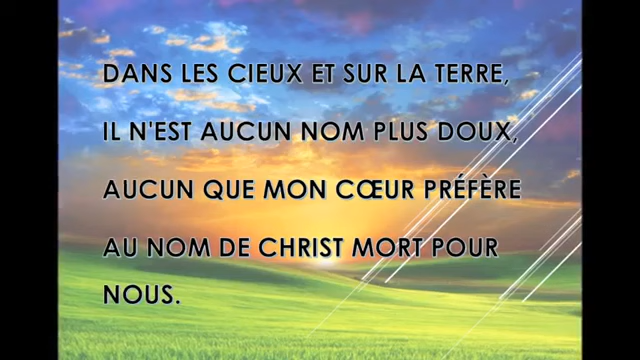 DANS LES CIEUX ET SUR LA TERRE,
IL N'EST AUCUN NOM PLUS DOUX,
AUCUN QUE MON CŒUR PRÉFÈRE
AU NOM DE CHRIST MORT POUR
NOUS.